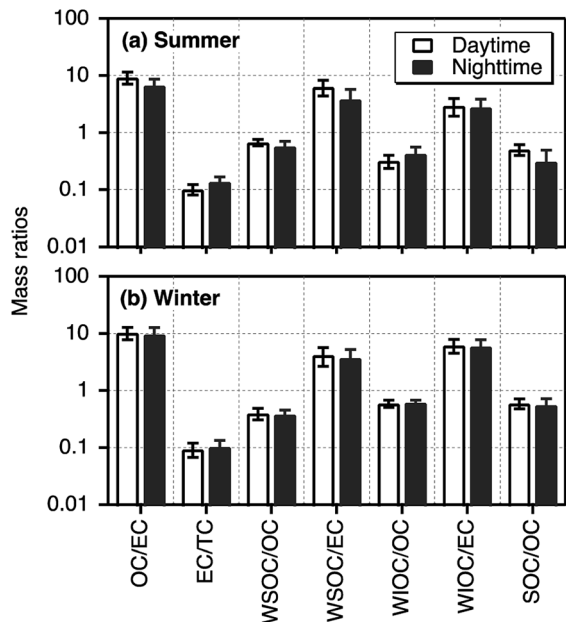 100
10
1
0.1
0.01
(a) Summer
Daytime
Nighttime
Mass ratios
100
10
1
0.1
0.01
(b) Winter
OC/EC
EC/TC
WSOC/OC
WSOC/EC
WIOC/OC
WIOC/EC
SOC/OC